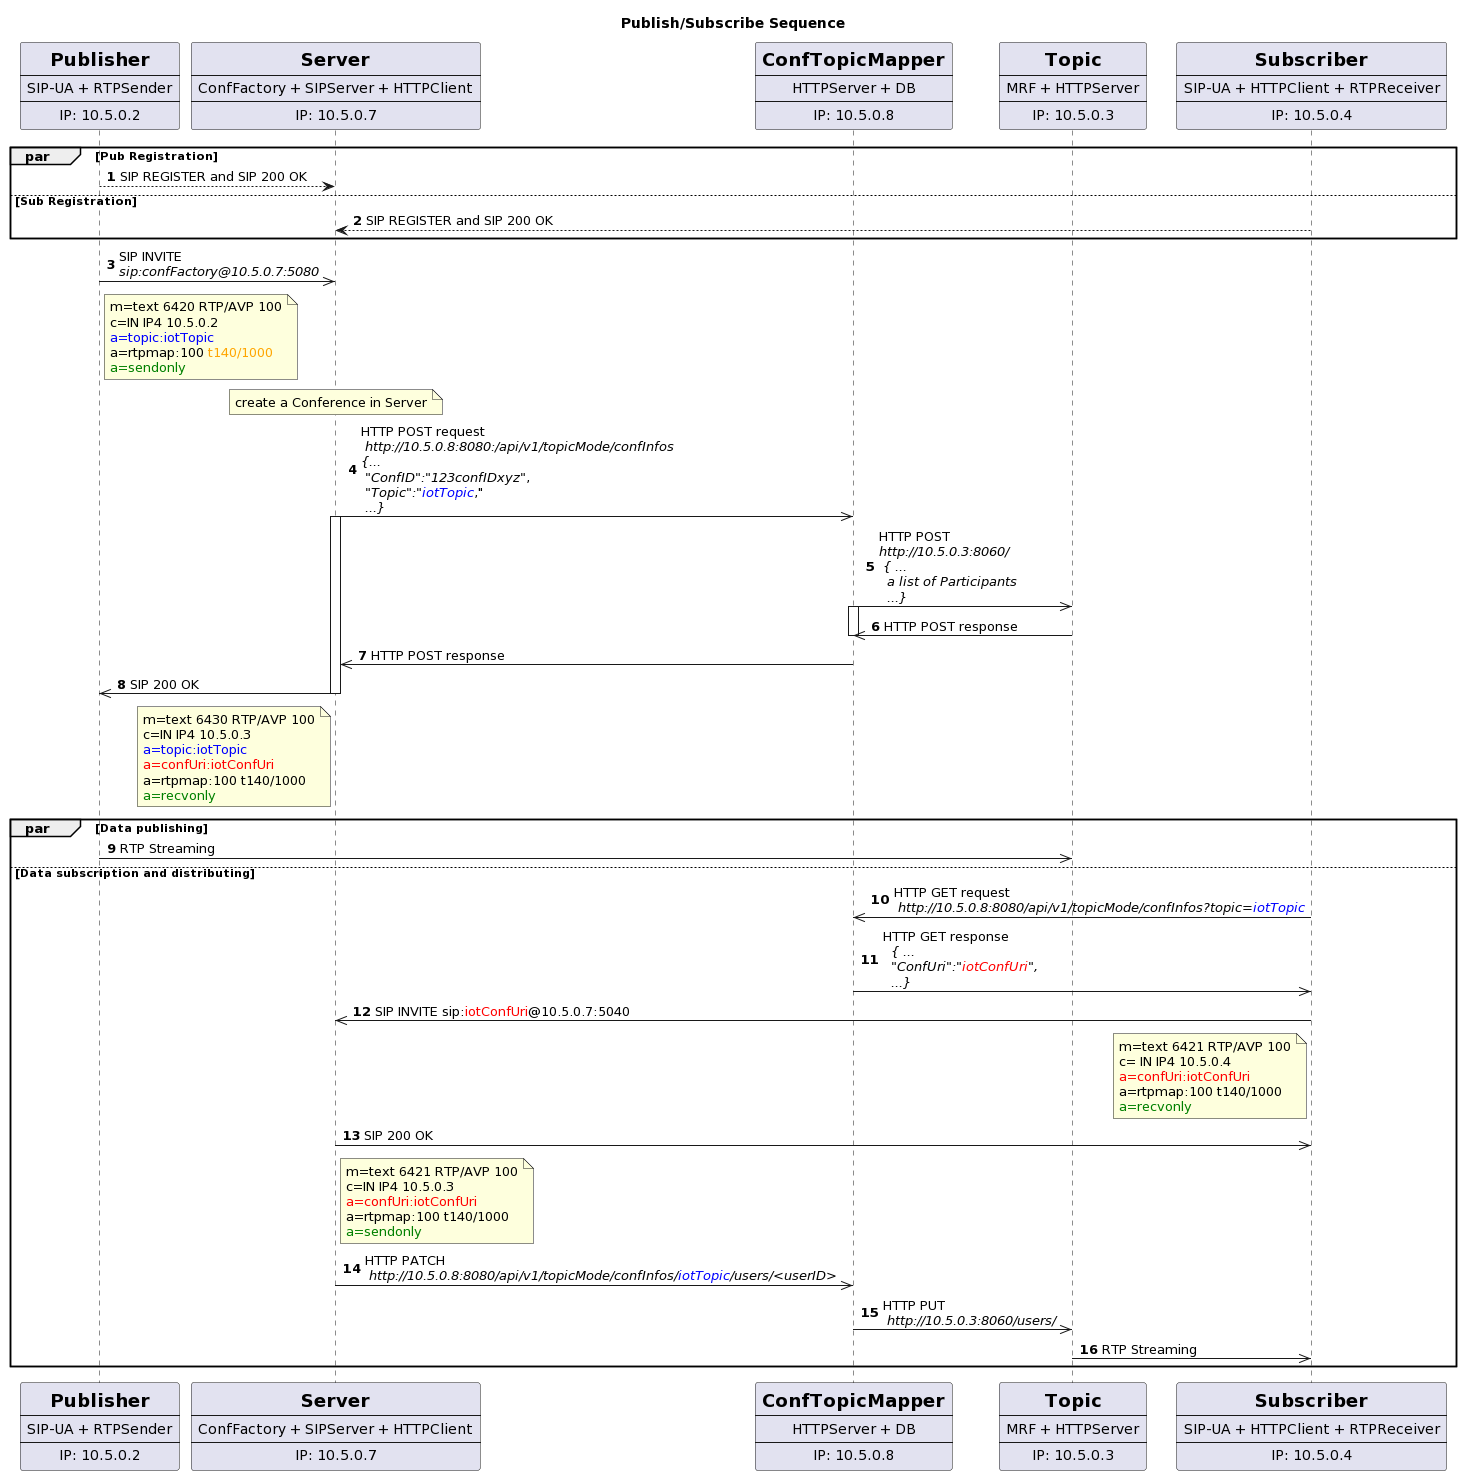 Publish/Subscribe Sequence
Publisher
SIP-UA + RTPSender
IP: 10.5.0.2
Server
ConfFactory + SIPServer + HTTPClient
IP: 10.5.0.7
ConfTopicMapper
HTTPServer + DB
IP: 10.5.0.8
Topic
MRF + HTTPServer
IP: 10.5.0.3
Subscriber
SIP-UA + HTTPClient + RTPReceiver
IP: 10.5.0.4
par [Pub Registration]
1 SIP REGISTER and SIP 200 OK
[Sub Registration]
2 SIP REGISTER and SIP 200 OK
3 SIP INVITE
sip:confFactory@10.5.0.7:5080
m=text 6420 RTP/AVP 100
c=IN IP4 10.5.0.2
a=topic:iotTopic
a=rtpmap:100 t140/1000
a=sendonly
create a Conference in Server
4 HTTP POST request
http://10.5.0.8:8080:/api/v1/topicMode/confInfos
{...
"ConfID":"123confIDxyz",
"Topic":"iotTopic,"
...}
5 HTTP POST
http://10.5.0.3:8060/
{ ...
a list of Participants
...}
6 HTTP POST response
7 HTTP POST response
8 SIP 200 OK
m=text 6430 RTP/AVP 100
c=IN IP4 10.5.0.3
a=topic:iotTopic
a=confUri:iotConfUri
a=rtpmap:100 t140/1000
a=recvonly
par [Data publishing]
9 RTP Streaming
[Data subscription and distributing]
10 HTTP GET request
http://10.5.0.8:8080/api/v1/topicMode/confInfos?topic=iotTopic
11 HTTP GET response
{ ...
"ConfUri":"iotConfUri",
...}
12 SIP INVITE sip:iotConfUri@10.5.0.7:5040
m=text 6421 RTP/AVP 100
c= IN IP4 10.5.0.4
a=confUri:iotConfUri
a=rtpmap:100 t140/1000
a=recvonly
13 SIP 200 OK
m=text 6421 RTP/AVP 100
c=IN IP4 10.5.0.3
a=confUri:iotConfUri
a=rtpmap:100 t140/1000
a=sendonly
14 HTTP PATCH
http://10.5.0.8:8080/api/v1/topicMode/confInfos/iotTopic/users/<userID>
15 HTTP PUT
http://10.5.0.3:8060/users/
16 RTP Streaming
Publisher
SIP-UA + RTPSender
IP: 10.5.0.2
Server
ConfFactory + SIPServer + HTTPClient
IP: 10.5.0.7
ConfTopicMapper
HTTPServer + DB
IP: 10.5.0.8
Topic
MRF + HTTPServer
IP: 10.5.0.3
Subscriber
SIP-UA + HTTPClient + RTPReceiver
IP: 10.5.0.4